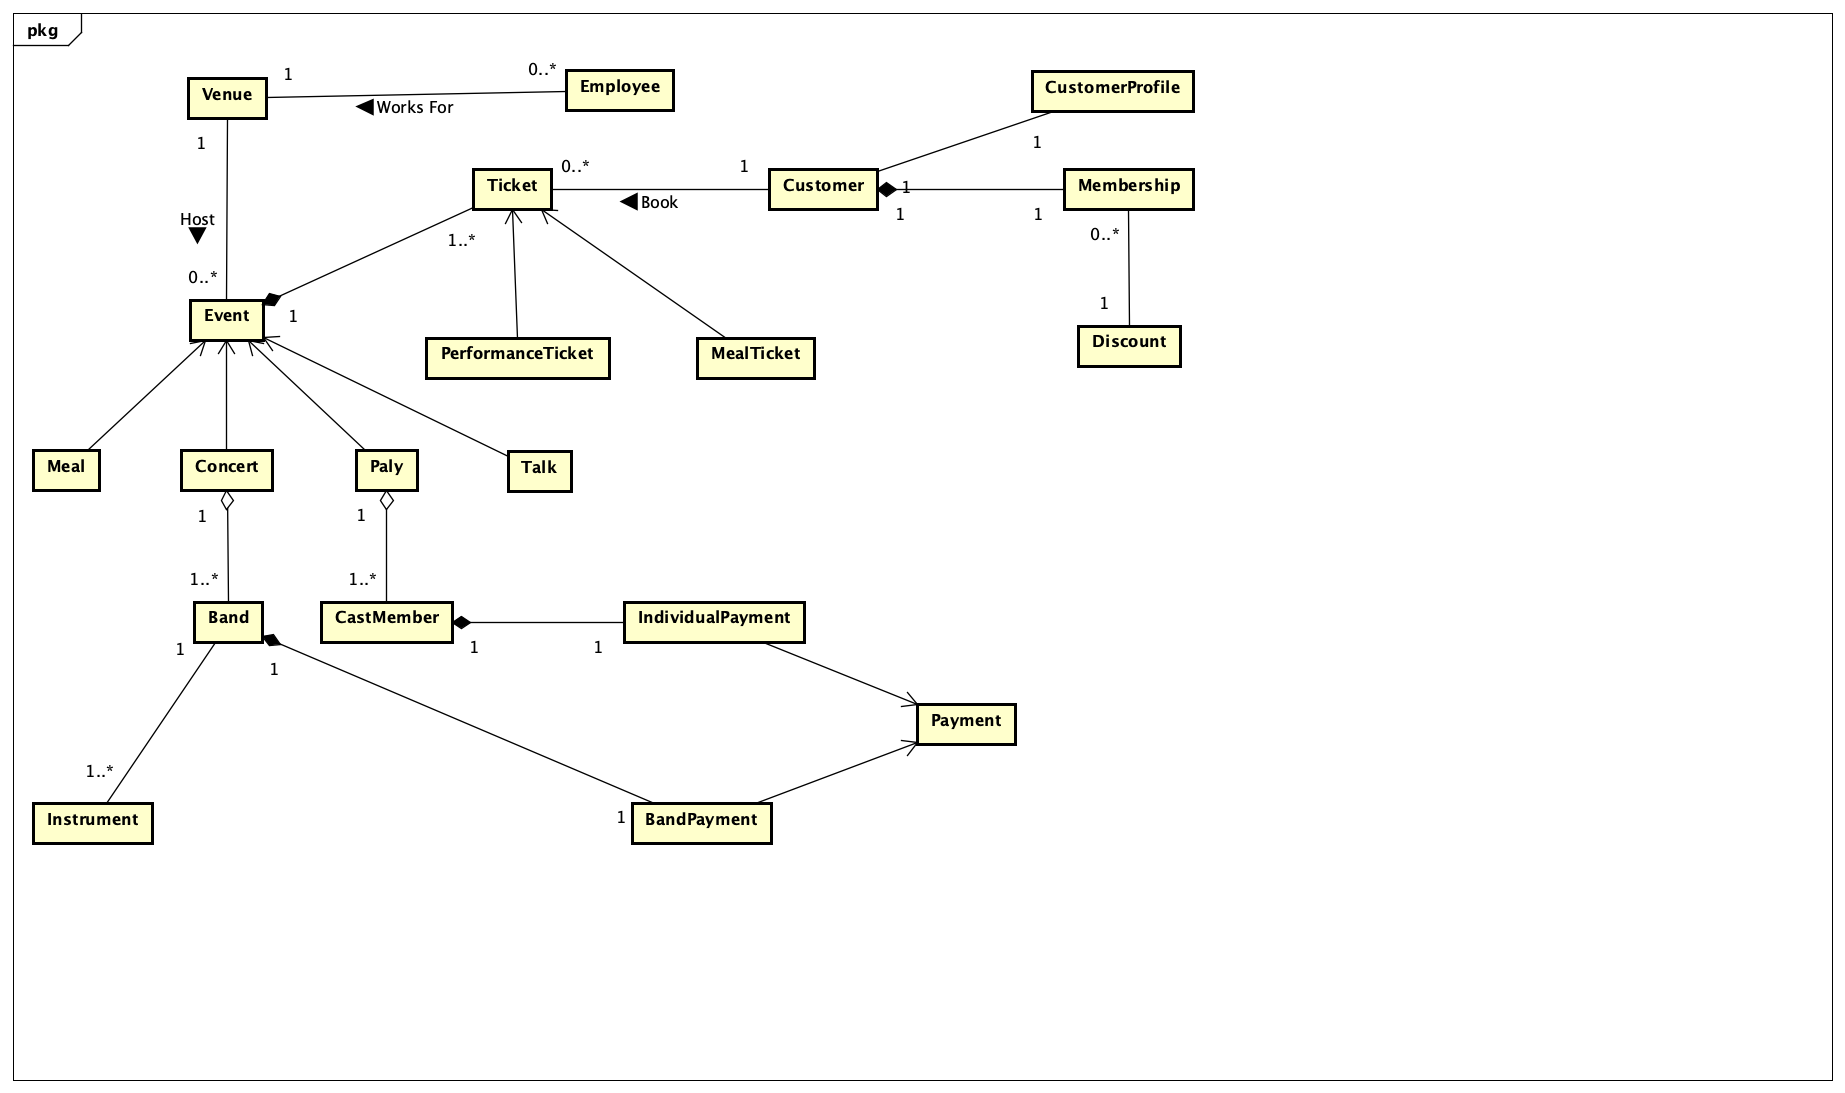 pkg
Venue
1
0..*
Employee
Works For
CustomerProfile
1
1
Ticket
0..*
1
Book
Customer
1
1
1
Membership
Host
1..*
0..*
0..*
1
Event
1
Discount
PerformanceTicket
MealTicket
Meal
Concert
Paly
Talk
1
1
1..*
1..*
Band
CastMember
IndividualPayment
1
1
1
1
Payment
1..*
Instrument
1
BandPayment